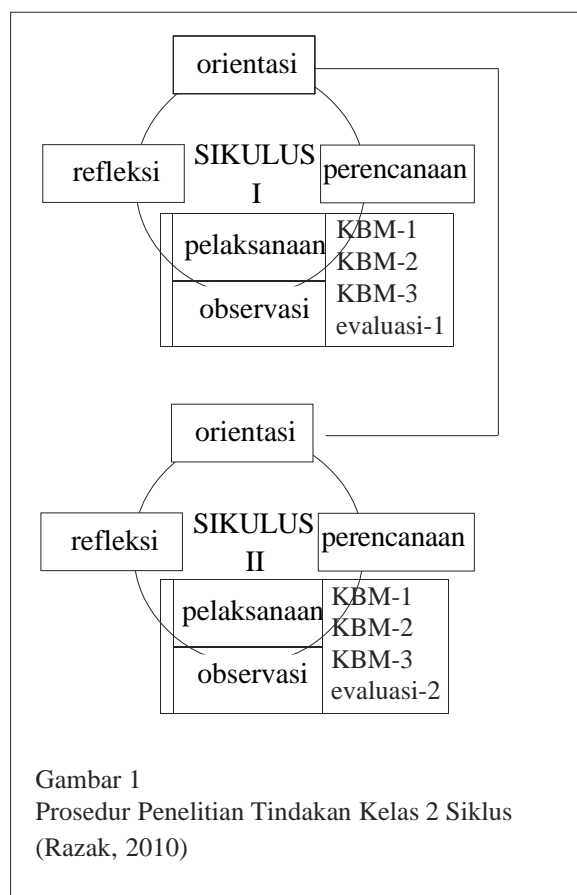 orientasi
refleksi
SIKULUS
I
perencanaan
pelaksanaan
observasi
KBM-1
KBM-2
KBM-3
evaluasi-1
orientasi
refleksi
SIKULUS
II
perencanaan
pelaksanaan
observasi
KBM-1
KBM-2
KBM-3
evaluasi-2
Gambar 1
Prosedur Penelitian Tindakan Kelas 2 Siklus
(Razak, 2010)